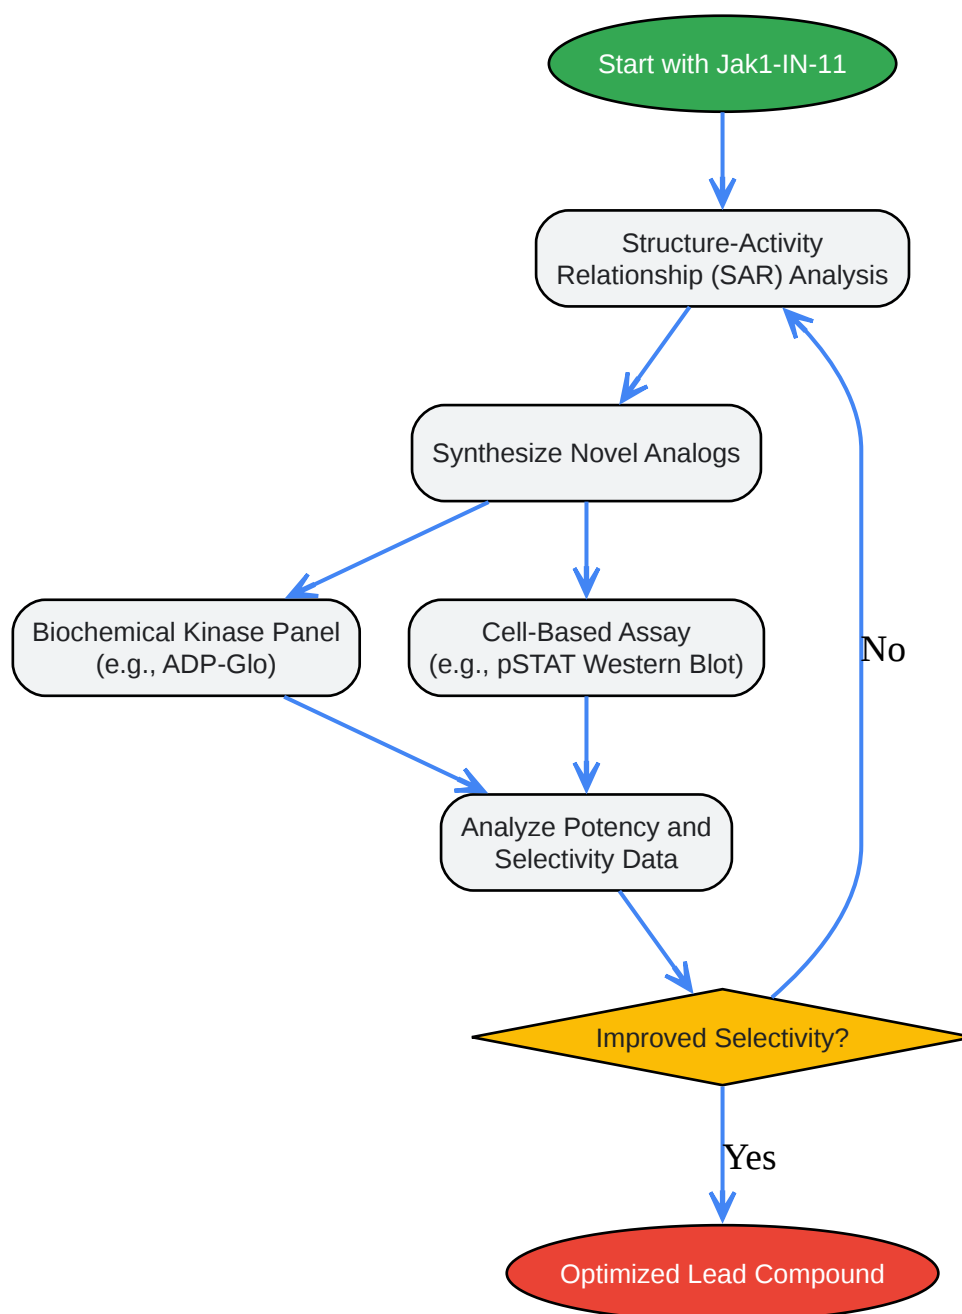 Start with Jak1-IN-11
Structure-Activity
Relationship (SAR) Analysis
Synthesize Novel Analogs
Biochemical Kinase Panel
(e.g., ADP-Glo)
Cell-Based Assay
(e.g., pSTAT Western Blot)
No
Analyze Potency and
Selectivity Data
Improved Selectivity?
Yes
Optimized Lead Compound